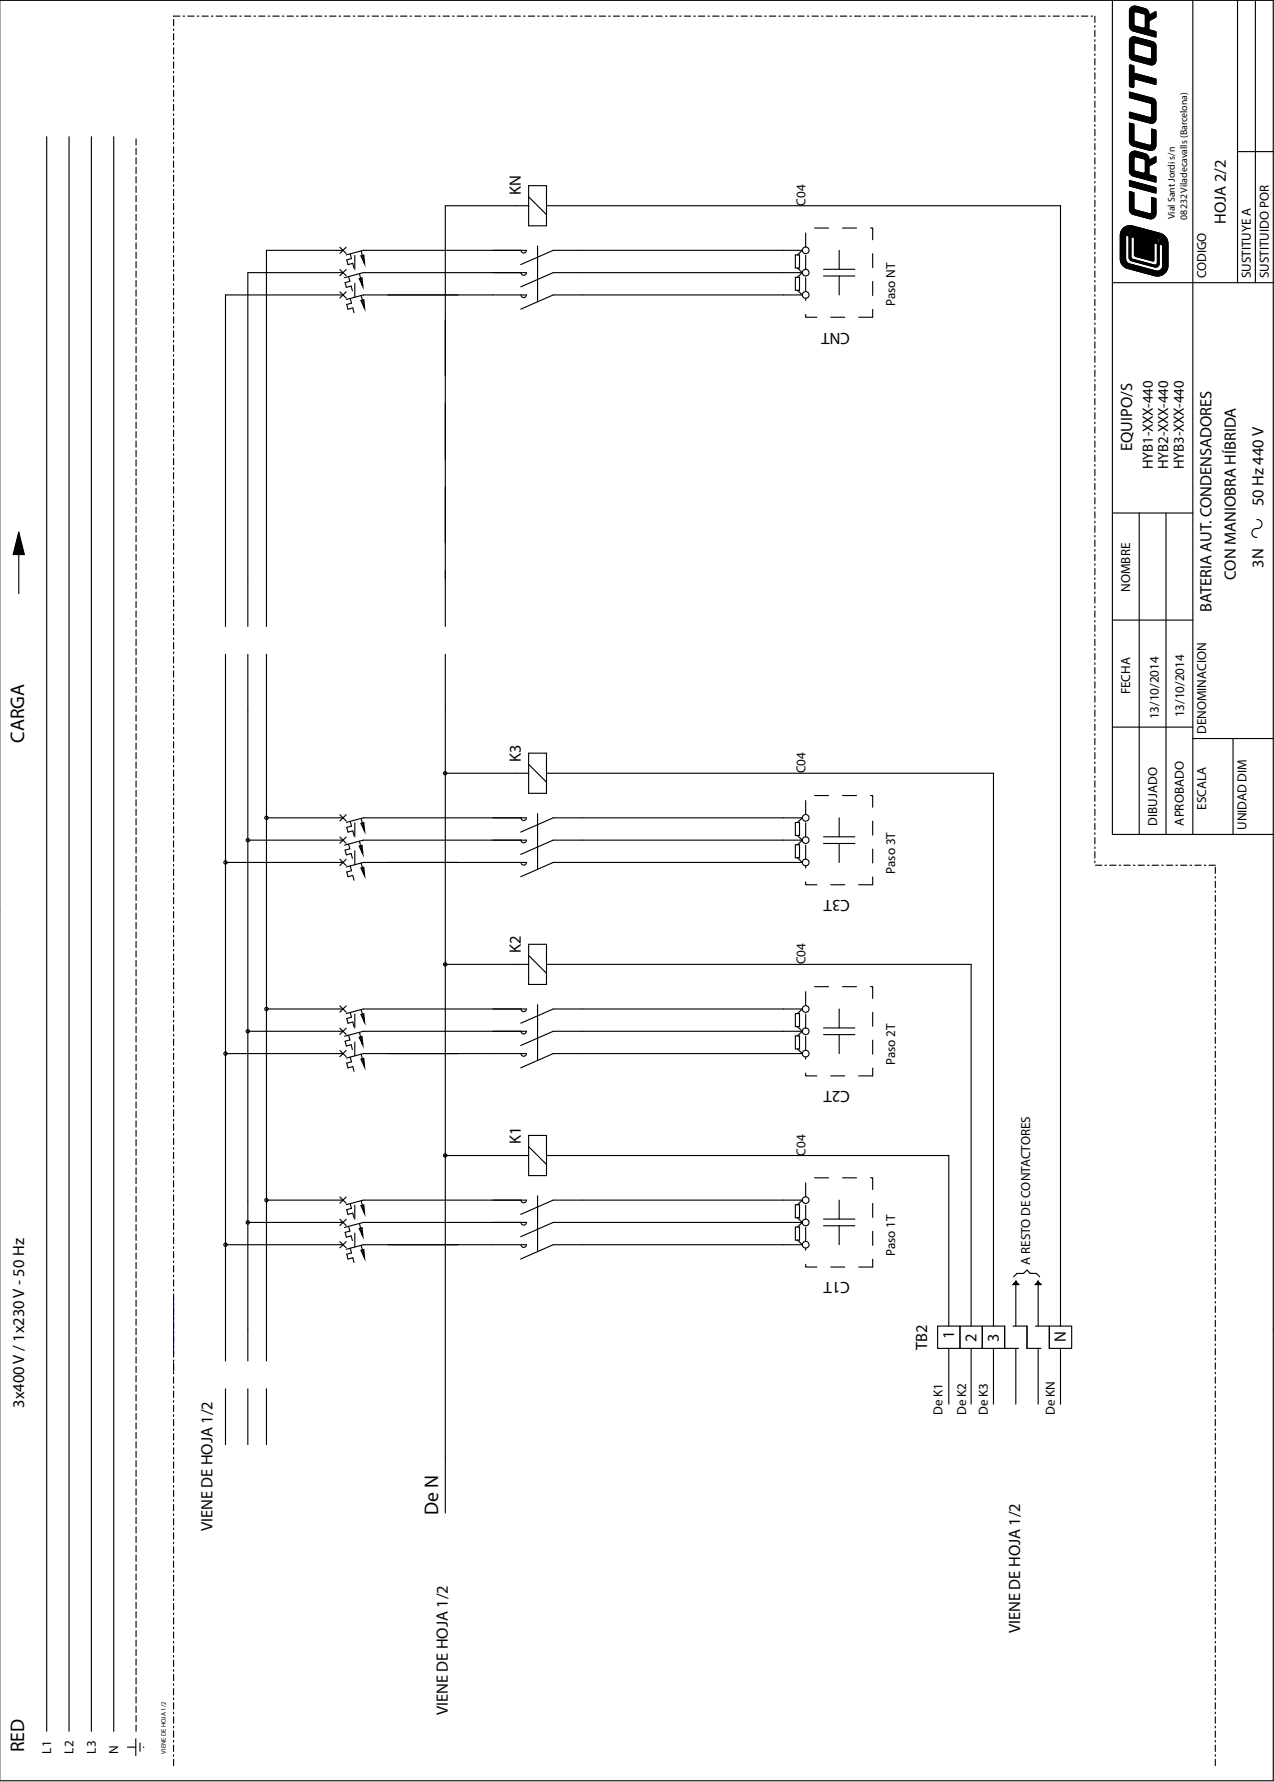 RED
3x400 V / 1x230 V - 50 Hz
CARGA
L1
L2
L3
N
VIENE DE HOJA 1/2
VIENE DE HOJA 1/2
De N
VIENE DE HOJA 1/2
K1
K2
K3
KN
C04
C04
C04
C04
C1T
Paso 1T
C2T
Paso 2T
C3T
Paso 3T
CNT
Paso NT
TB2
De K1
1
De K2
2
De K3
3
De KN
N
A RESTO DE CONTACTORES
VIENE DE HOJA 1/2
FECHA
NOMBRE
EQUIPO/S
DIBUJADO
13/10/2014
APROBADO
13/10/2014
HYB1-XXX-440
HYB2-XXX-440
HYB3-XXX-440
CIRCUTOR
Vial Sant Jordi s/n
08232 Viladecavalls (Barcelona)
ESCALA
UNIDAD DIM
DENOMINACION
BATERIA AUT. CONDENSADORES
CON MANIOBRA HÍBRIDA
3N ~ 50 Hz 440 V
CODIGO
HOJA 2/2
SUSTITUYE A
SUSTITUIDO POR